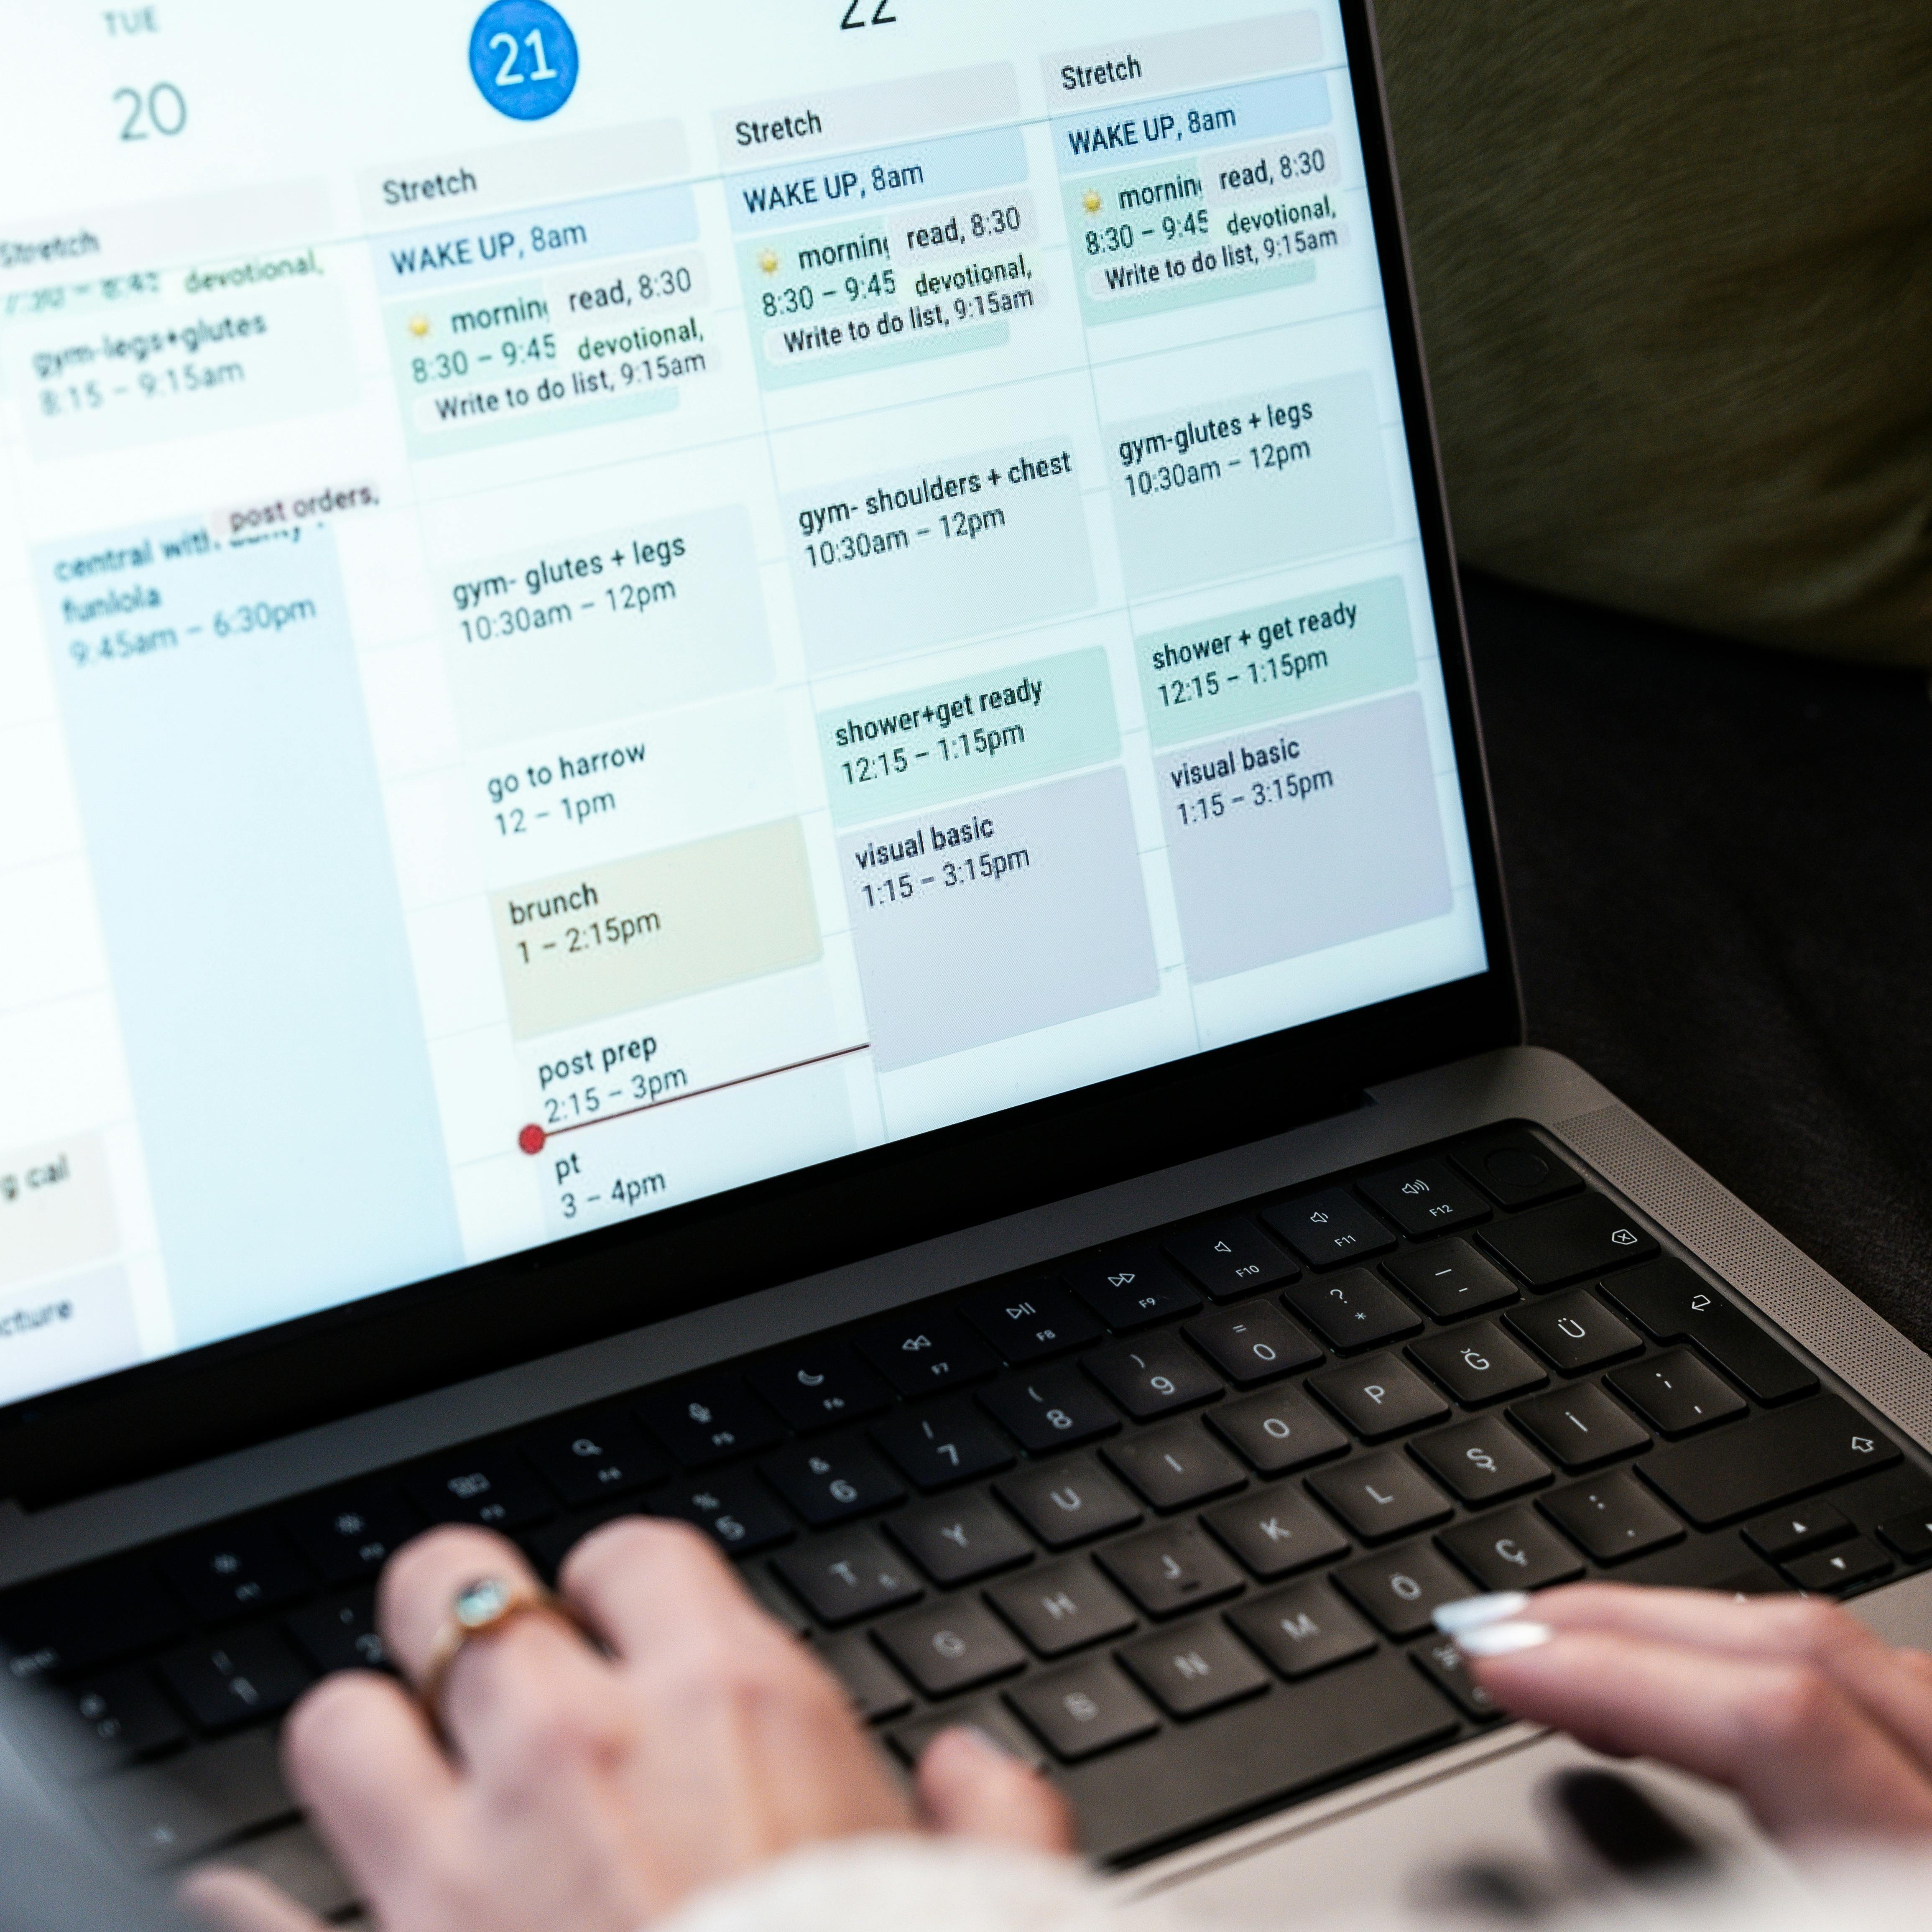 TUE
20
21
22
Stretch
devotional,
gym-legs+glutes
8:15 – 9:15am
post orders,
central with
funlola
9:45am – 6:30pm
g cal
cture
Stretch
WAKE UP, 8am
morning
read, 8:30
8:30 – 9:45
devotional,
Write to do list, 9:15am
gym- glutes + legs
10:30am – 12pm
go to harrow
12 – 1pm
brunch
1 – 2:15pm
post prep
2:15 – 3pm
pt
3 – 4pm
Stretch
WAKE UP, 8am
morning
read, 8:30
8:30 – 9:45
devotional,
Write to do list, 9:15am
gym- shoulders + chest
10:30am – 12pm
shower+get ready
12:15 – 1:15pm
visual basic
1:15 – 3:15pm
Stretch
WAKE UP, 8am
mornin
read, 8:30
8:30 – 9:45
devotional,
Write to do list, 9:15am
gym-glutes + legs
10:30am – 12pm
shower + get ready
12:15 – 1:15pm
visual basic
1:15 – 3:15pm
F6 F7 F8 F9 F10 F11 F12
% & / ( ) = ? _
5 6 7 8 9 0 * -
T Y U I O P Ğ Ü
G H J K L Ş İ ; ,
B N M Ö Ç : .